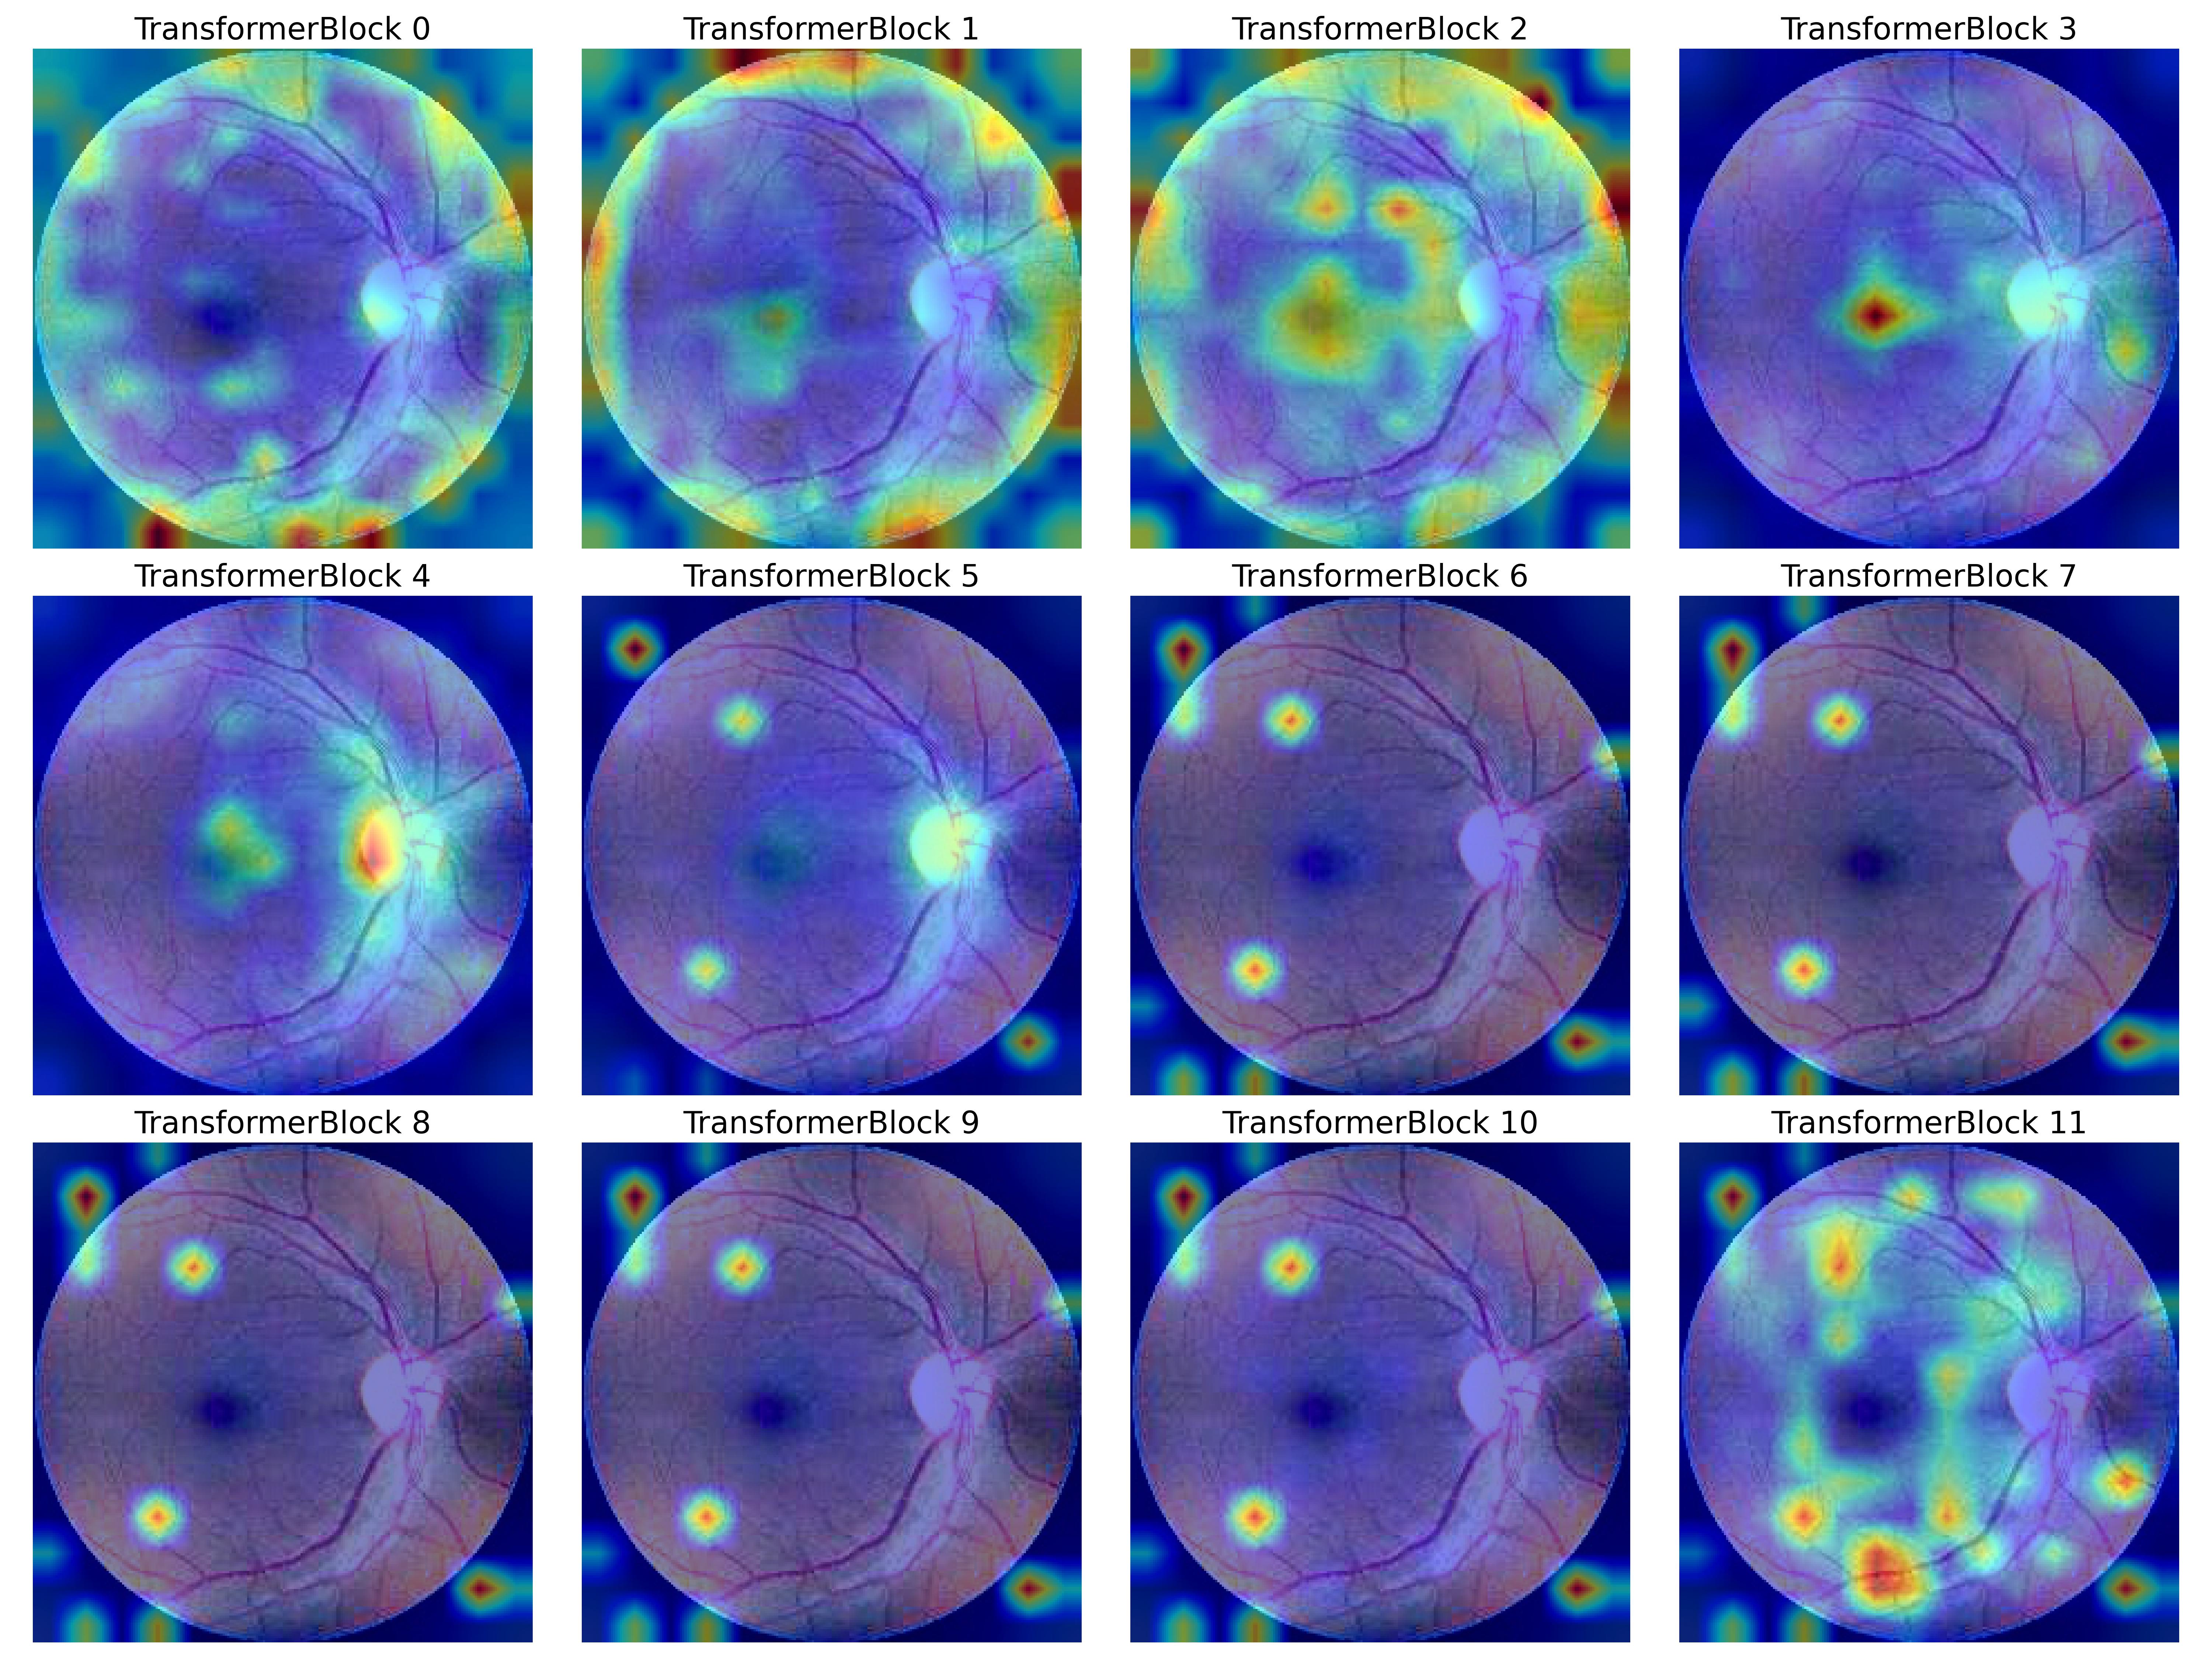 TransformerBlock 0
TransformerBlock 1
TransformerBlock 2
TransformerBlock 3
TransformerBlock 4
TransformerBlock 5
TransformerBlock 6
TransformerBlock 7
TransformerBlock 8
TransformerBlock 9
TransformerBlock 10
TransformerBlock 11